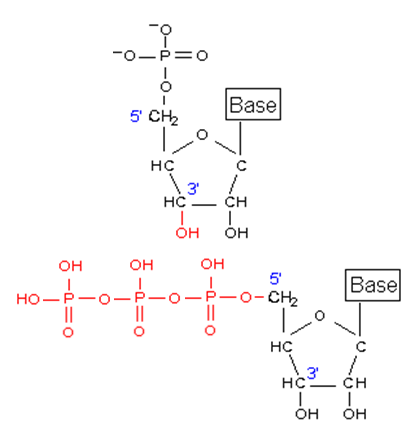 ⁻O
⁻O P O
O
5' CH2 Base
O
HC C
3'
HC CH
OH OH
OH OH OH
HO P O P O P O CH2 5' Base
O O O
O
HC C
HC 3' CH
OH OH